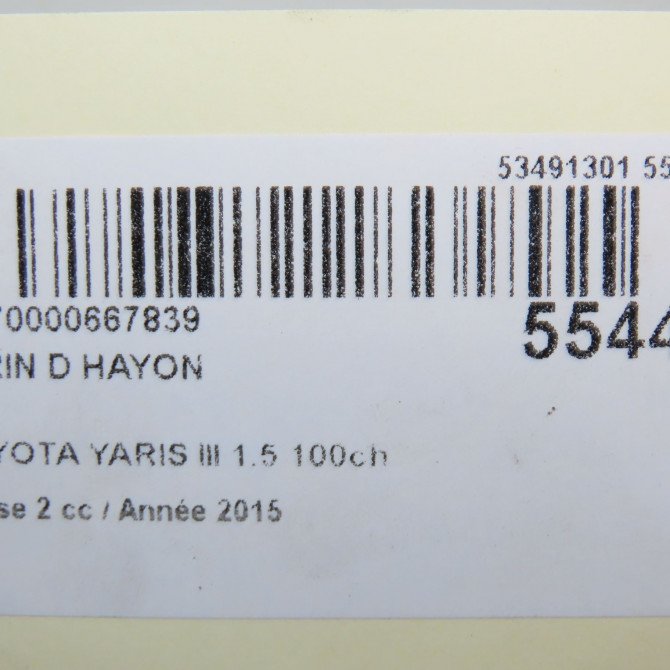 53491301 55
70000667839
5544
RIN D HAYON
YOTA YARIS III 1.5 100ch
se 2 cc / Année 2015